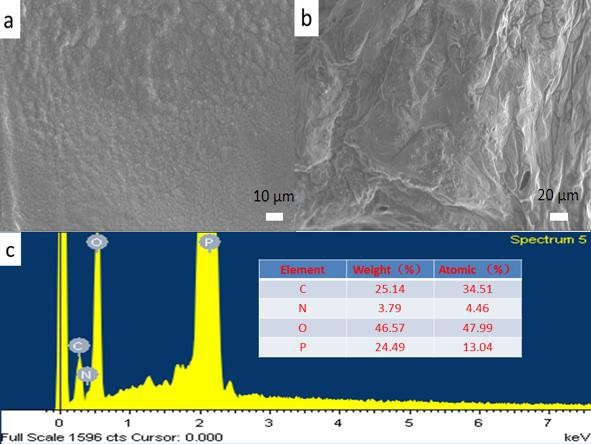 a
b
10 μm
20 μm
c
Spectrum 5
O
P
C
N
Element Weight（%） Atomic （%）
C 25.14 34.51
N 3.79 4.46
O 46.57 47.99
P 24.49 13.04
0 1 2 3 4 5 6 7
Full Scale 1596 cts Cursor: 0.000 keV